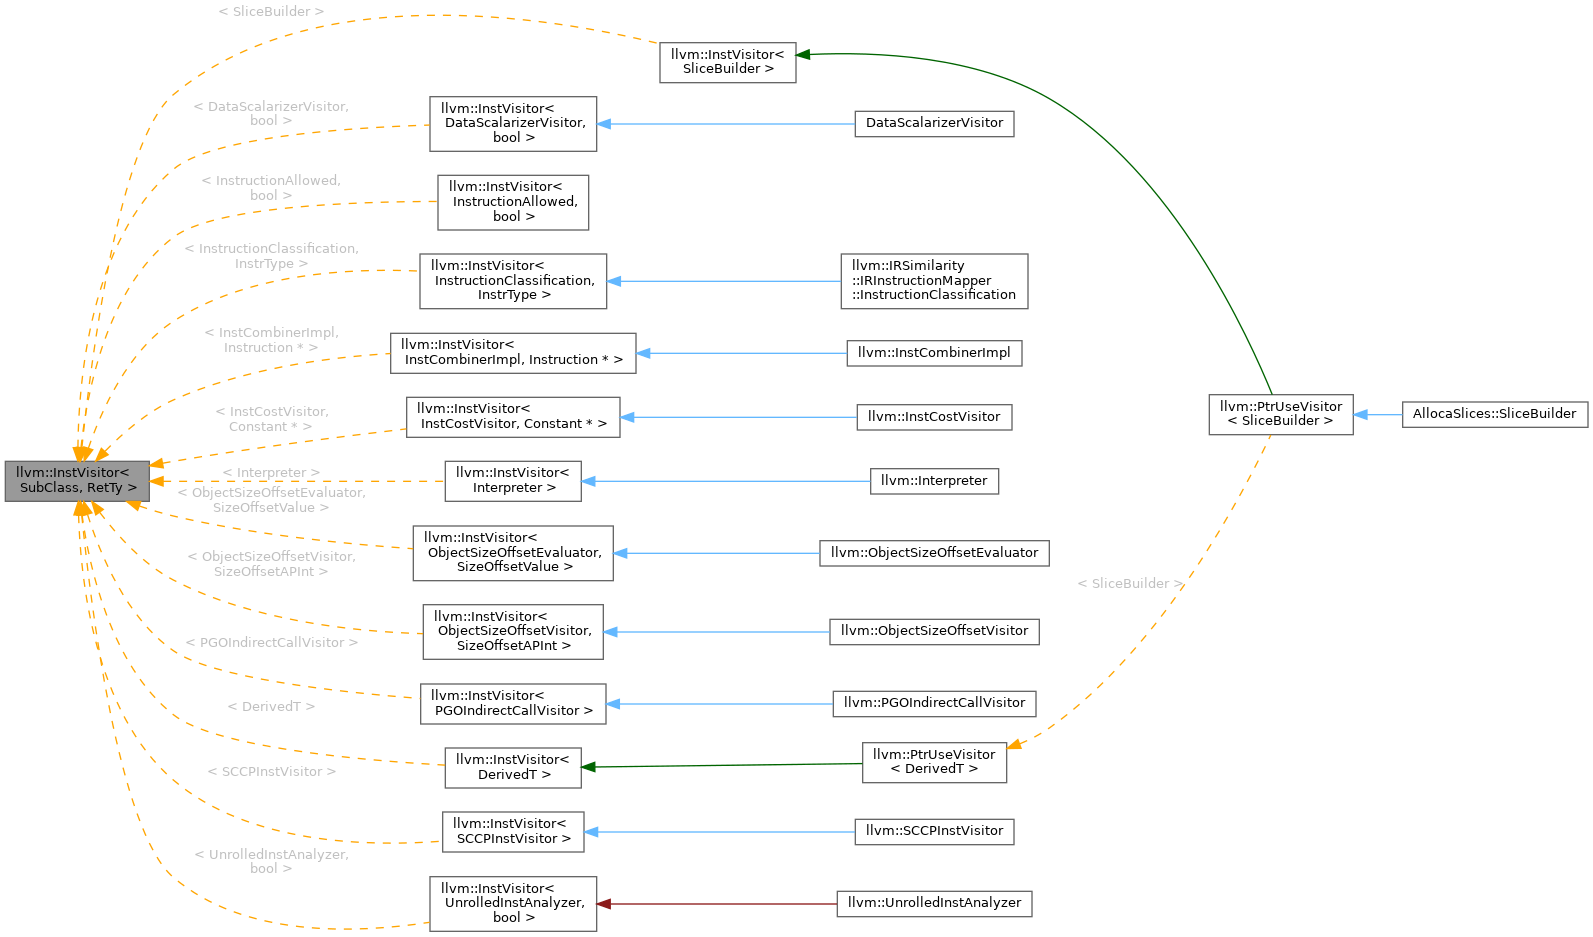 < SliceBuilder >
llvm::InstVisitor<
SliceBuilder >
< DataScalarizerVisitor,
bool >
llvm::InstVisitor<
DataScalarizerVisitor,
bool >
DataScalarizerVisitor
< InstructionAllowed,
bool >
llvm::InstVisitor<
InstructionAllowed,
bool >
< InstructionClassification,
InstrType >
llvm::InstVisitor<
InstructionClassification,
InstrType >
llvm::IRSimilarity
::IRInstructionMapper
::InstructionClassification
< InstCombinerImpl,
Instruction * >
llvm::InstVisitor<
InstCombinerImpl, Instruction * >
llvm::InstCombinerImpl
< InstCostVisitor,
Constant * >
llvm::InstVisitor<
InstCostVisitor, Constant * >
llvm::InstCostVisitor
llvm::PtrUseVisitor
< SliceBuilder >
AllocaSlices::SliceBuilder
llvm::InstVisitor<
SubClass, RetTy >
< Interpreter >
llvm::InstVisitor<
Interpreter >
llvm::Interpreter
< ObjectSizeOffsetEvaluator,
SizeOffsetValue >
llvm::InstVisitor<
ObjectSizeOffsetEvaluator,
SizeOffsetValue >
llvm::ObjectSizeOffsetEvaluator
< ObjectSizeOffsetVisitor,
SizeOffsetAPInt >
< SliceBuilder >
llvm::InstVisitor<
ObjectSizeOffsetVisitor,
SizeOffsetAPInt >
llvm::ObjectSizeOffsetVisitor
< PGOIndirectCallVisitor >
llvm::InstVisitor<
PGOIndirectCallVisitor >
llvm::PGOIndirectCallVisitor
< DerivedT >
llvm::InstVisitor<
DerivedT >
llvm::PtrUseVisitor
< DerivedT >
< SCCPInstVisitor >
llvm::InstVisitor<
SCCPInstVisitor >
llvm::SCCPInstVisitor
< UnrolledInstAnalyzer,
bool >
llvm::InstVisitor<
UnrolledInstAnalyzer,
bool >
llvm::UnrolledInstAnalyzer